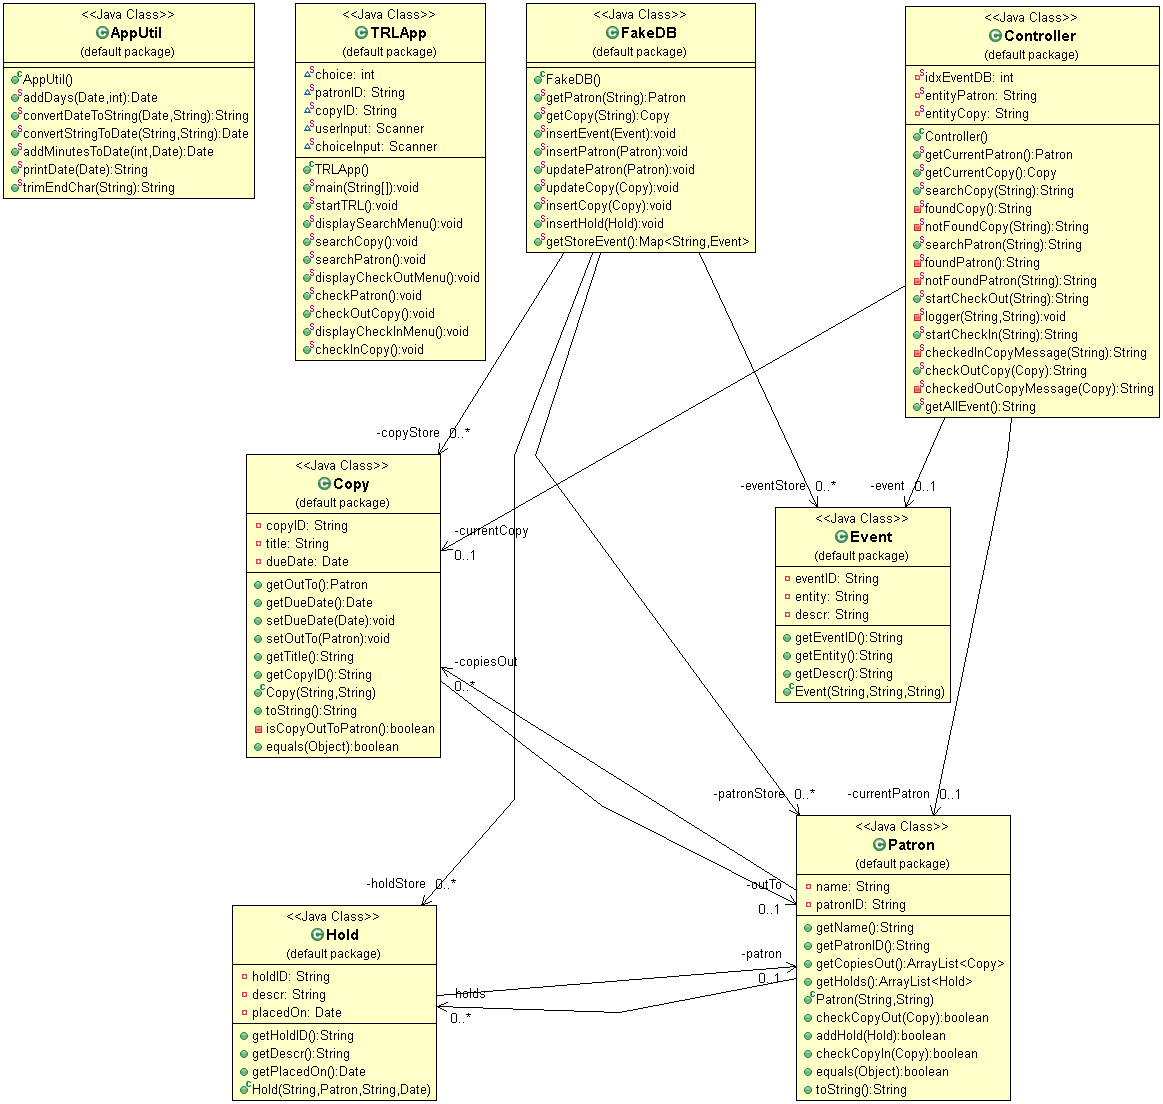 <<Java Class>>
AppUtil
(default package)
AppUtil()
addDays(Date,int):Date
convertDateToString(Date,String):String
convertStringToDate(String,String):Date
addMinutesToDate(int,Date):Date
printDate(Date):String
trimEndChar(String):String
<<Java Class>>
TRLApp
(default package)
choice: int
patronID: String
copyID: String
userInput: Scanner
choiceInput: Scanner
TRLApp()
main(String[]):void
startTRL():void
displaySearchMenu():void
searchCopy():void
searchPatron():void
displayCheckOutMenu():void
checkPatron():void
checkOutCopy():void
displayCheckInMenu():void
checkInCopy():void
<<Java Class>>
FakeDB
(default package)
FakeDB()
getPatron(String):Patron
getCopy(String):Copy
insertEvent(Event):void
insertPatron(Patron):void
updatePatron(Patron):void
updateCopy(Copy):void
insertCopy(Copy):void
insertHold(Hold):void
getStoreEvent():Map<String,Event>
<<Java Class>>
Controller
(default package)
idxEventDB: int
entityPatron: String
entityCopy: String
Controller()
getCurrentPatron():Patron
getCurrentCopy():Copy
searchCopy(String):String
foundCopy():String
notFoundCopy(String):String
searchPatron(String):String
foundPatron():String
notFoundPatron(String):String
startCheckOut(String):String
logger(String,String):void
startCheckIn(String):String
checkedInCopyMessage(String):String
checkOutCopy(Copy):String
checkedOutCopyMessage(Copy):String
getAllEvent():String
-copyStore 0..*
<<Java Class>>
Copy
(default package)
copyID: String
title: String
dueDate: Date
getOutTo():Patron
getDueDate():Date
setDueDate(Date):void
setOutTo(Patron):void
getTitle():String
getCopyID():String
Copy(String,String)
toString():String
isCopyOutToPatron():boolean
equals(Object):boolean
-currentCopy
0..1
-eventStore 0..*
-event 0..1
<<Java Class>>
Event
(default package)
eventID: String
entity: String
descr: String
getEventID():String
getEntity():String
getDescr():String
Event(String,String,String)
-copiesOut
0..*
-patronStore 0..*
-currentPatron 0..1
<<Java Class>>
Patron
(default package)
name: String
patronID: String
getName():String
getPatronID():String
getCopiesOut():ArrayList<Copy>
getHolds():ArrayList<Hold>
Patron(String,String)
checkCopyOut(Copy):boolean
addHold(Hold):boolean
checkCopyIn(Copy):boolean
equals(Object):boolean
toString():String
-outTo
0..1
-holdStore 0..*
<<Java Class>>
Hold
(default package)
holdID: String
descr: String
placedOn: Date
getHoldID():String
getDescr():String
getPlacedOn():Date
Hold(String,Patron,String,Date)
-patron
0..1
-holds
0..*